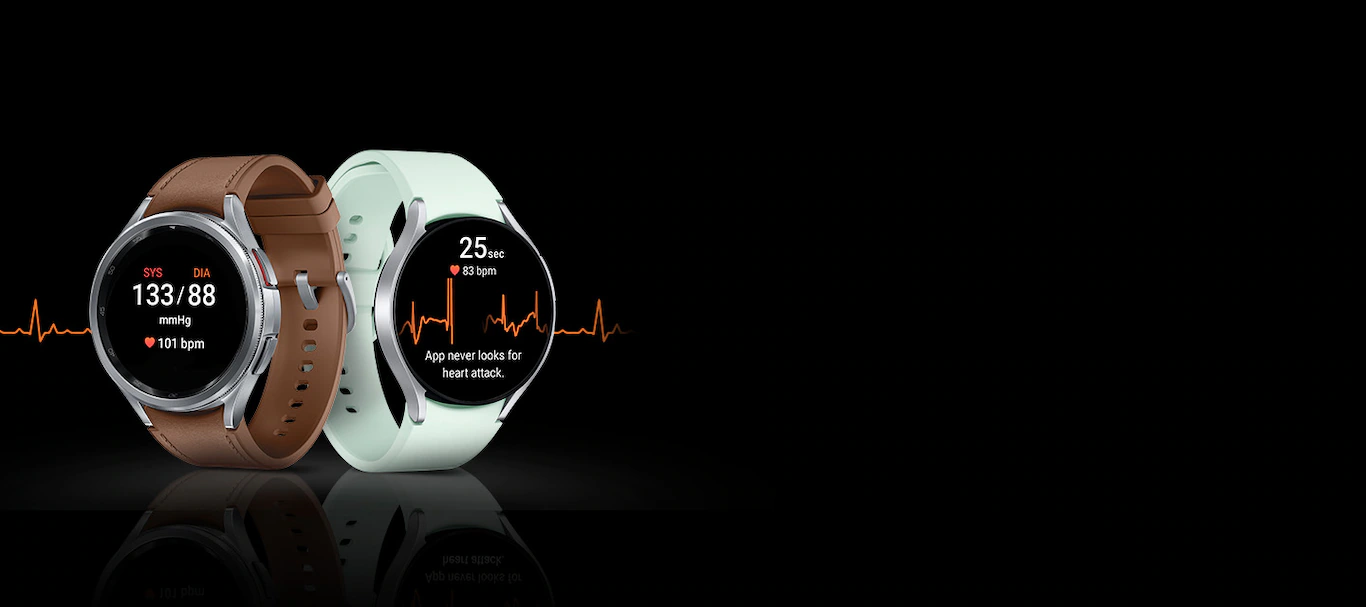 SYS DIA
133/88
mmHg
101 bpm
25sec
83 bpm
App never looks for
heart attack.